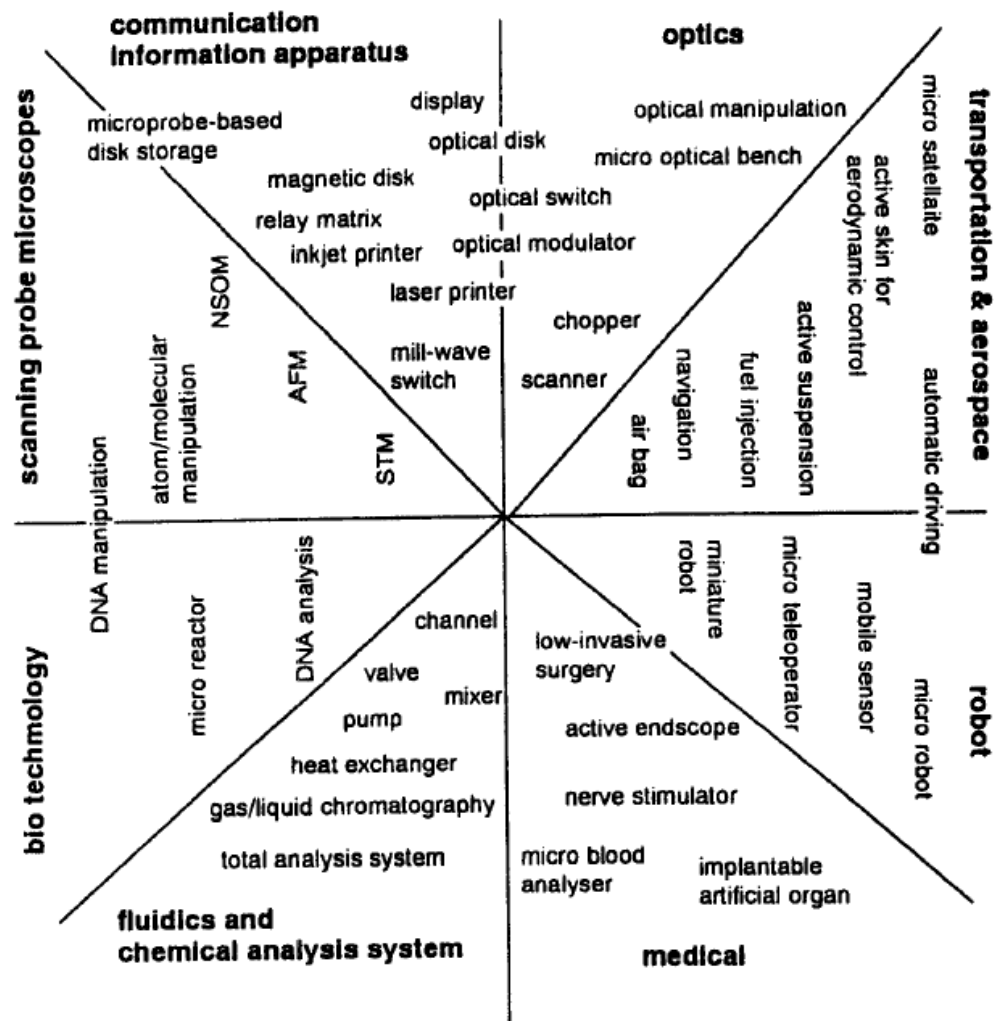 communication
information apparatus
display
microprobe-based
disk storage
optical disk
magnetic disk
relay matrix
inkjet printer
laser printer
mill-wave
switch
optics
optical manipulation
micro optical bench
optical switch
optical modulator
chopper
scanner
transportation & aerospace
micro satellaite
active skin for
aerodynamic control
active suspension
fuel injection
navigation
air bag
automatic driving
robot
miniature
robot
micro teleoperator
mobile sensor
micro robot
medical
low-invasive
surgery
active endscope
nerve stimulator
micro blood
analyser
implantable
artificial organ
fluidics and
chemical analysis system
channel
valve
mixer
pump
heat exchanger
gas/liquid chromatography
total analysis system
bio technology
DNA manipulation
micro reactor
DNA analysis
scanning probe microscopes
NSOM
atom/molecular
manipulation
AFM
STM